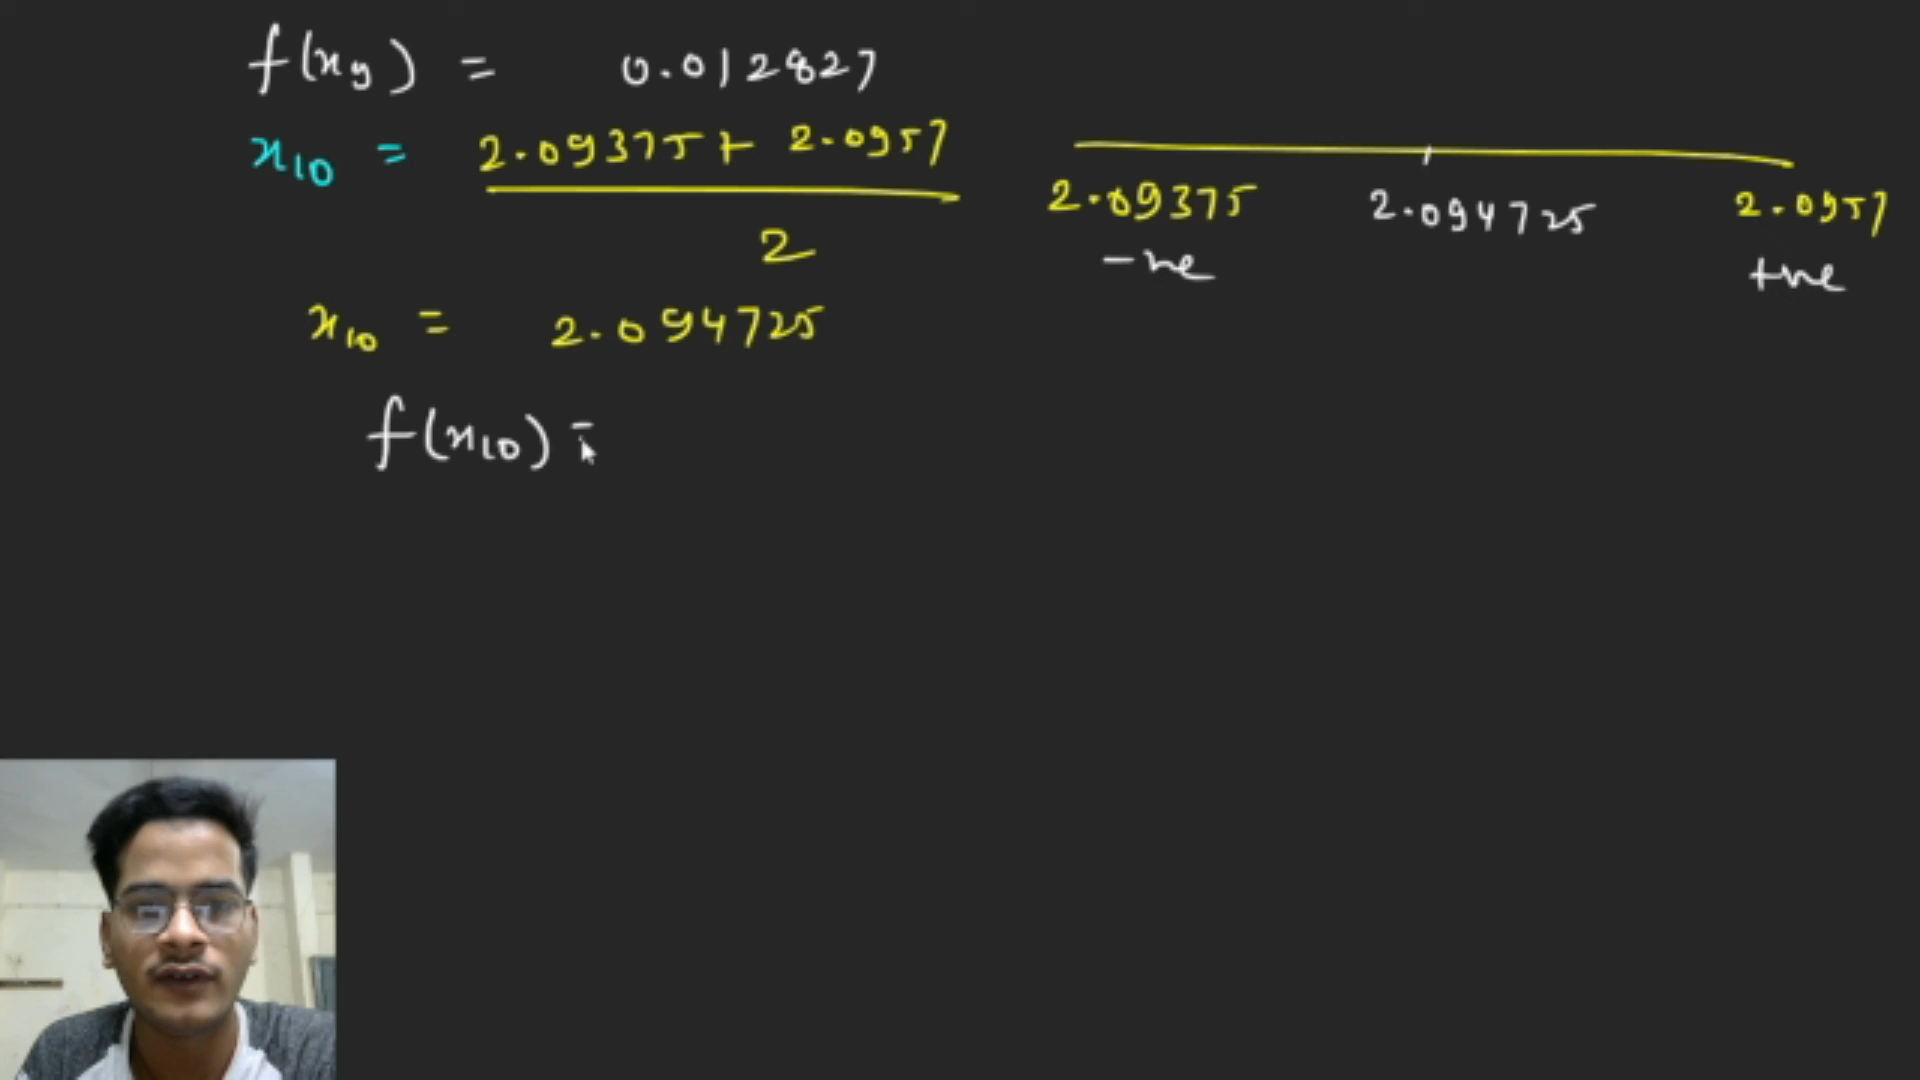 f(x9) = 0.012827
x10 = 2.09375 + 2.0957
2
2.09375 2.094725 2.0957
-ve +ve
x10 = 2.094725
f(x10) =